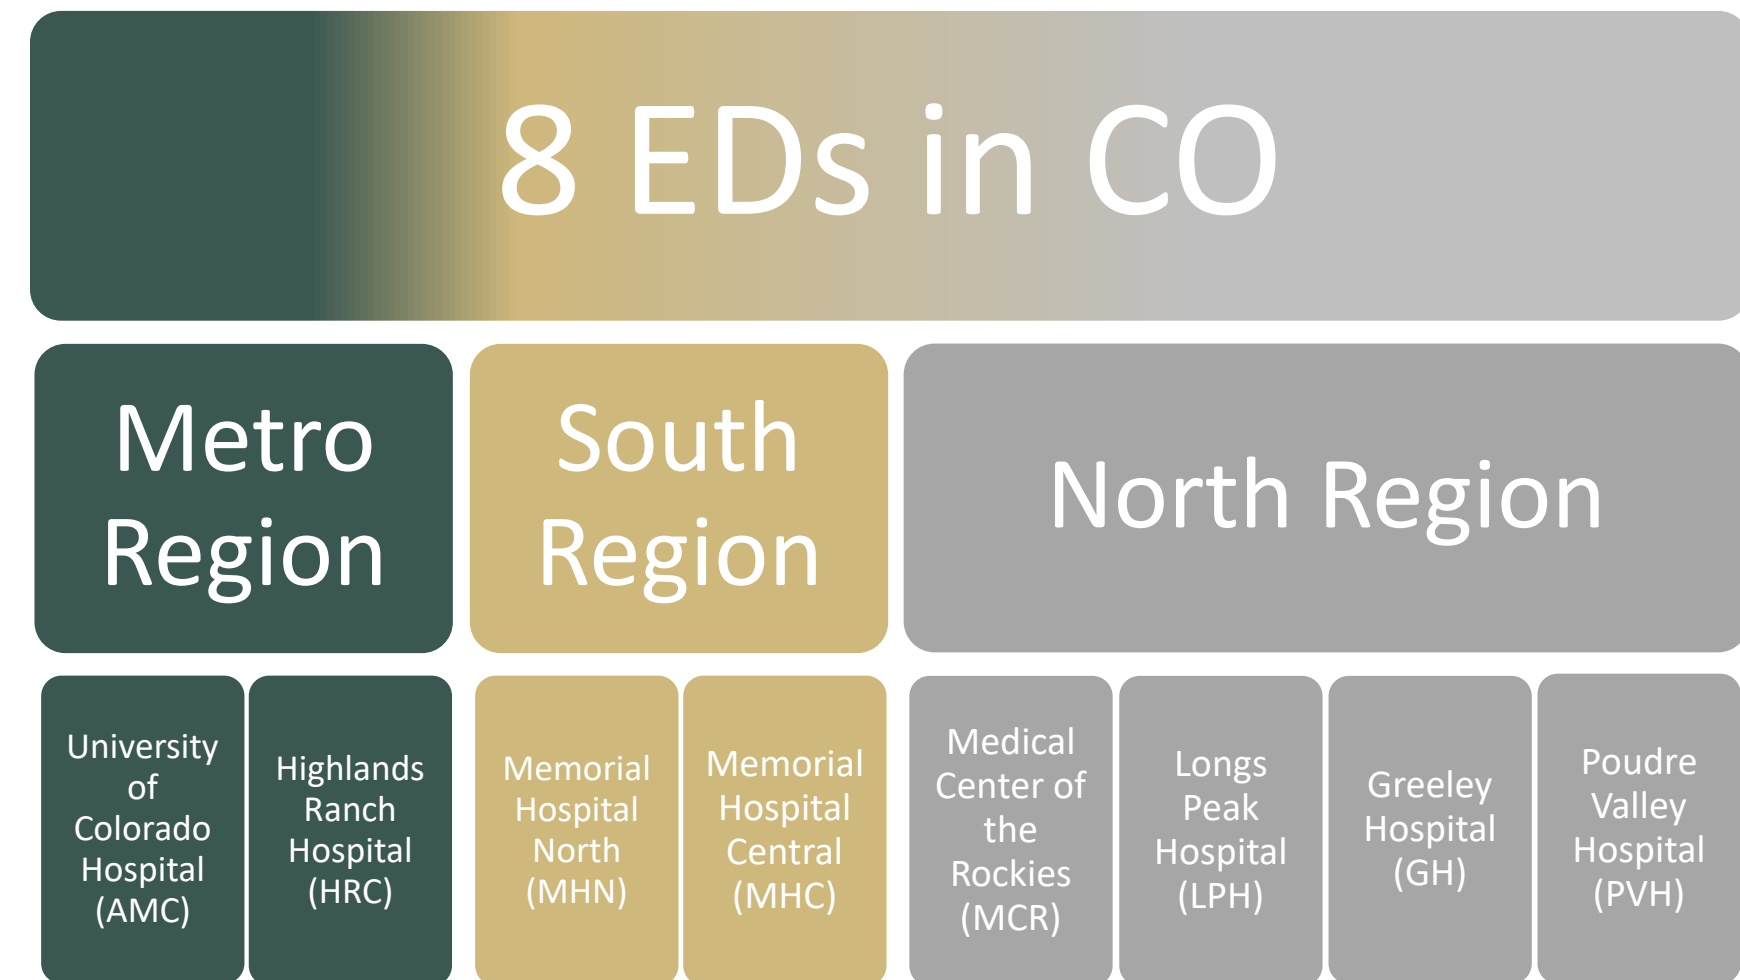 8 EDs in CO
Metro
Region
South
Region
North Region
University
of
Colorado
Hospital
(AMC)
Highlands
Ranch
Hospital
(HRC)
Memorial
Hospital
North
(MHN)
Memorial
Hospital
Central
(MHC)
Medical
Center of
the
Rockies
(MCR)
Longs
Peak
Hospital
(LPH)
Greeley
Hospital
(GH)
Poudre
Valley
Hospital
(PVH)